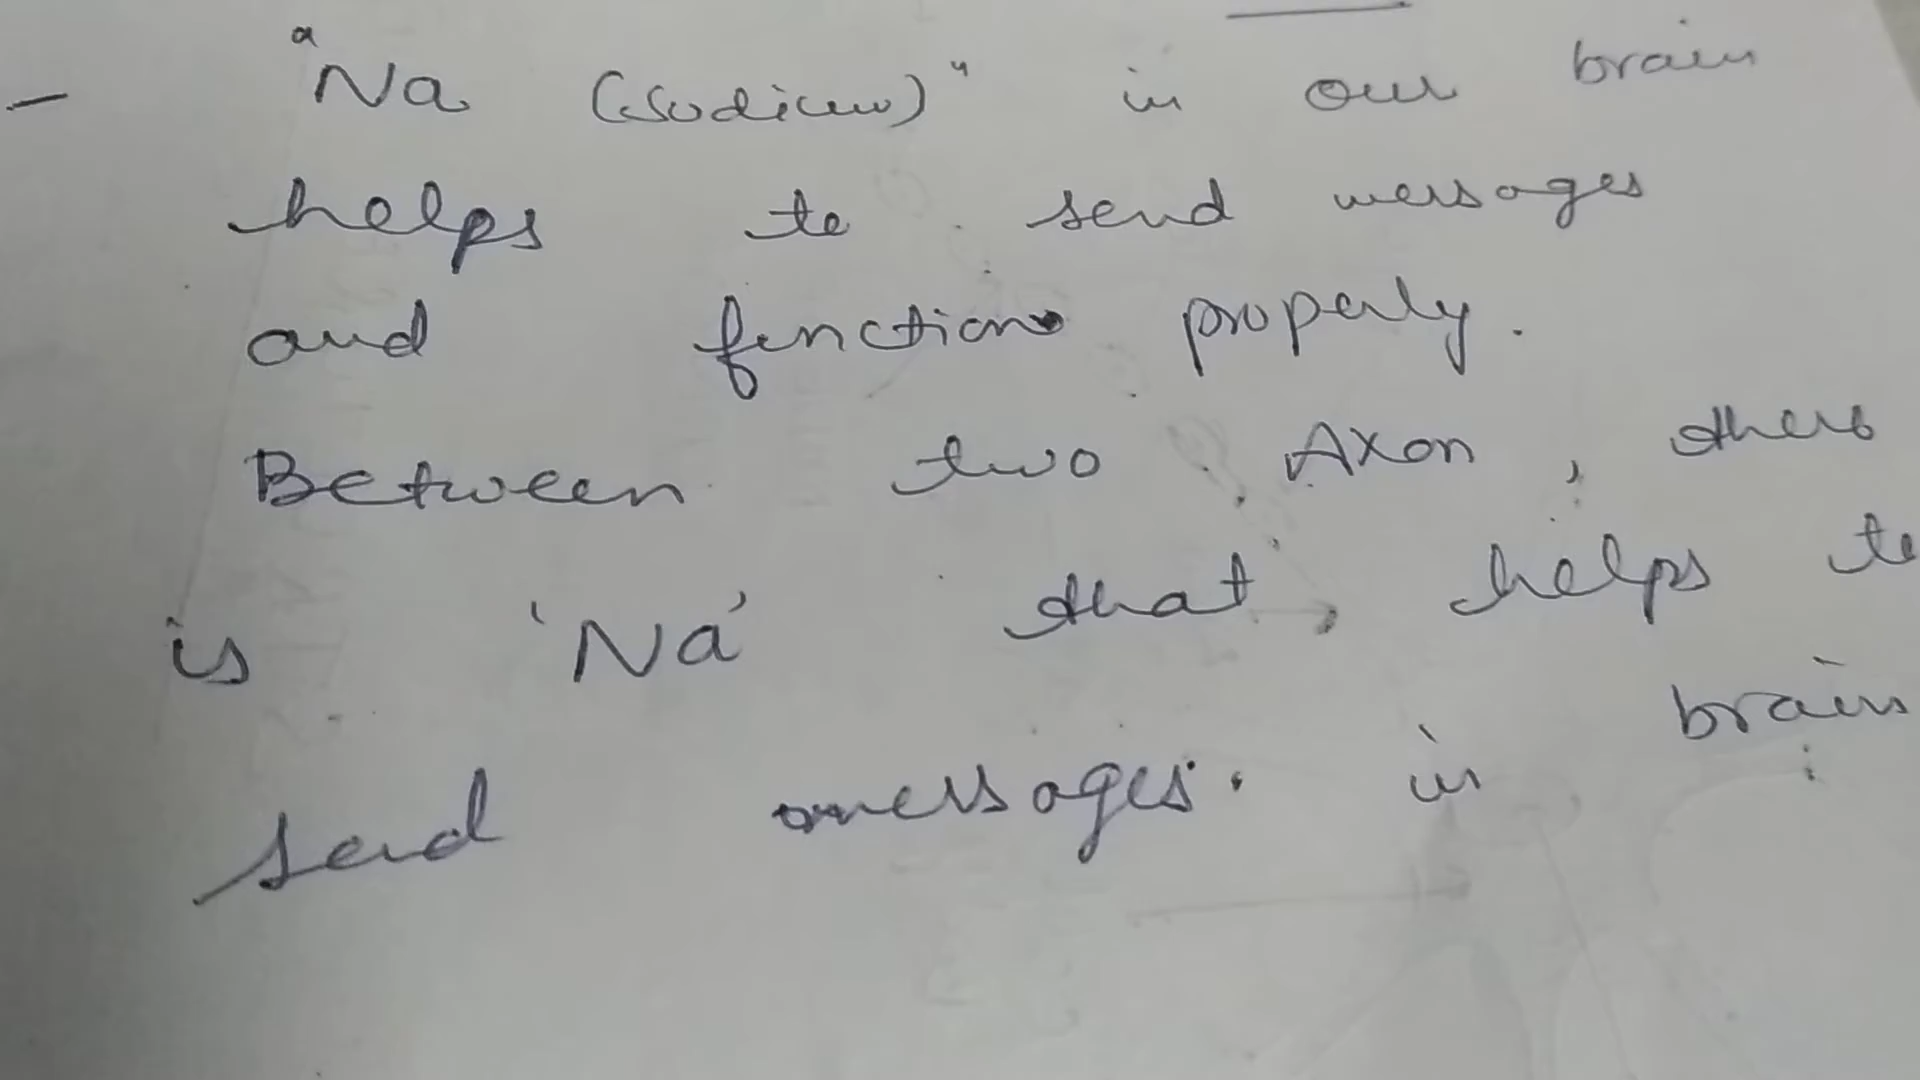 - "Na (Sodium)" in our brain
helps to send messages
and function properly.
Between two Axon, there
is 'Na' that helps to
send messages. in brain